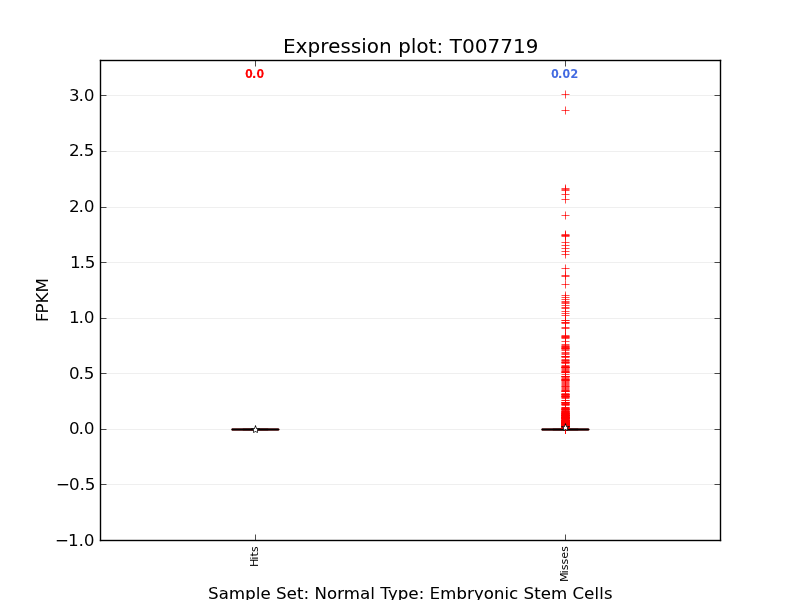 Expression plot: T007719
0.0
0.02
3.0
2.5
2.0
1.5
1.0
0.5
0.0
−0.5
−1.0
FPKM
Hits
Misses
Sample Set: Normal Type: Embryonic Stem Cells